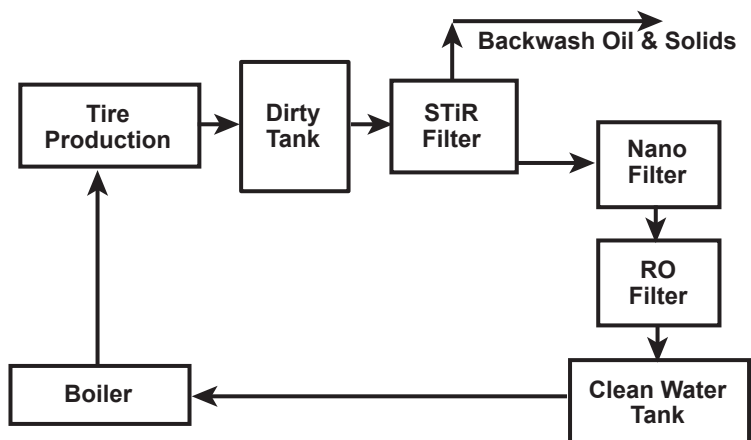 Backwash Oil & Solids
Tire
Production
Dirty
Tank
STiR
Filter
Nano
Filter
RO
Filter
Clean Water
Tank
Boiler